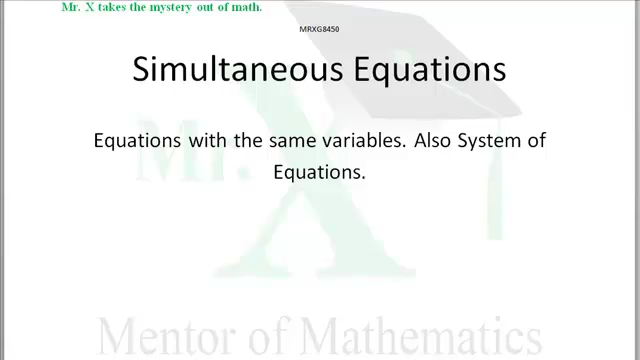 Mr. X takes the mystery out of math.
MRXG8450
Simultaneous Equations
Equations with the same variables. Also System of
Equations.
Mr. X
Mentor of Mathematics